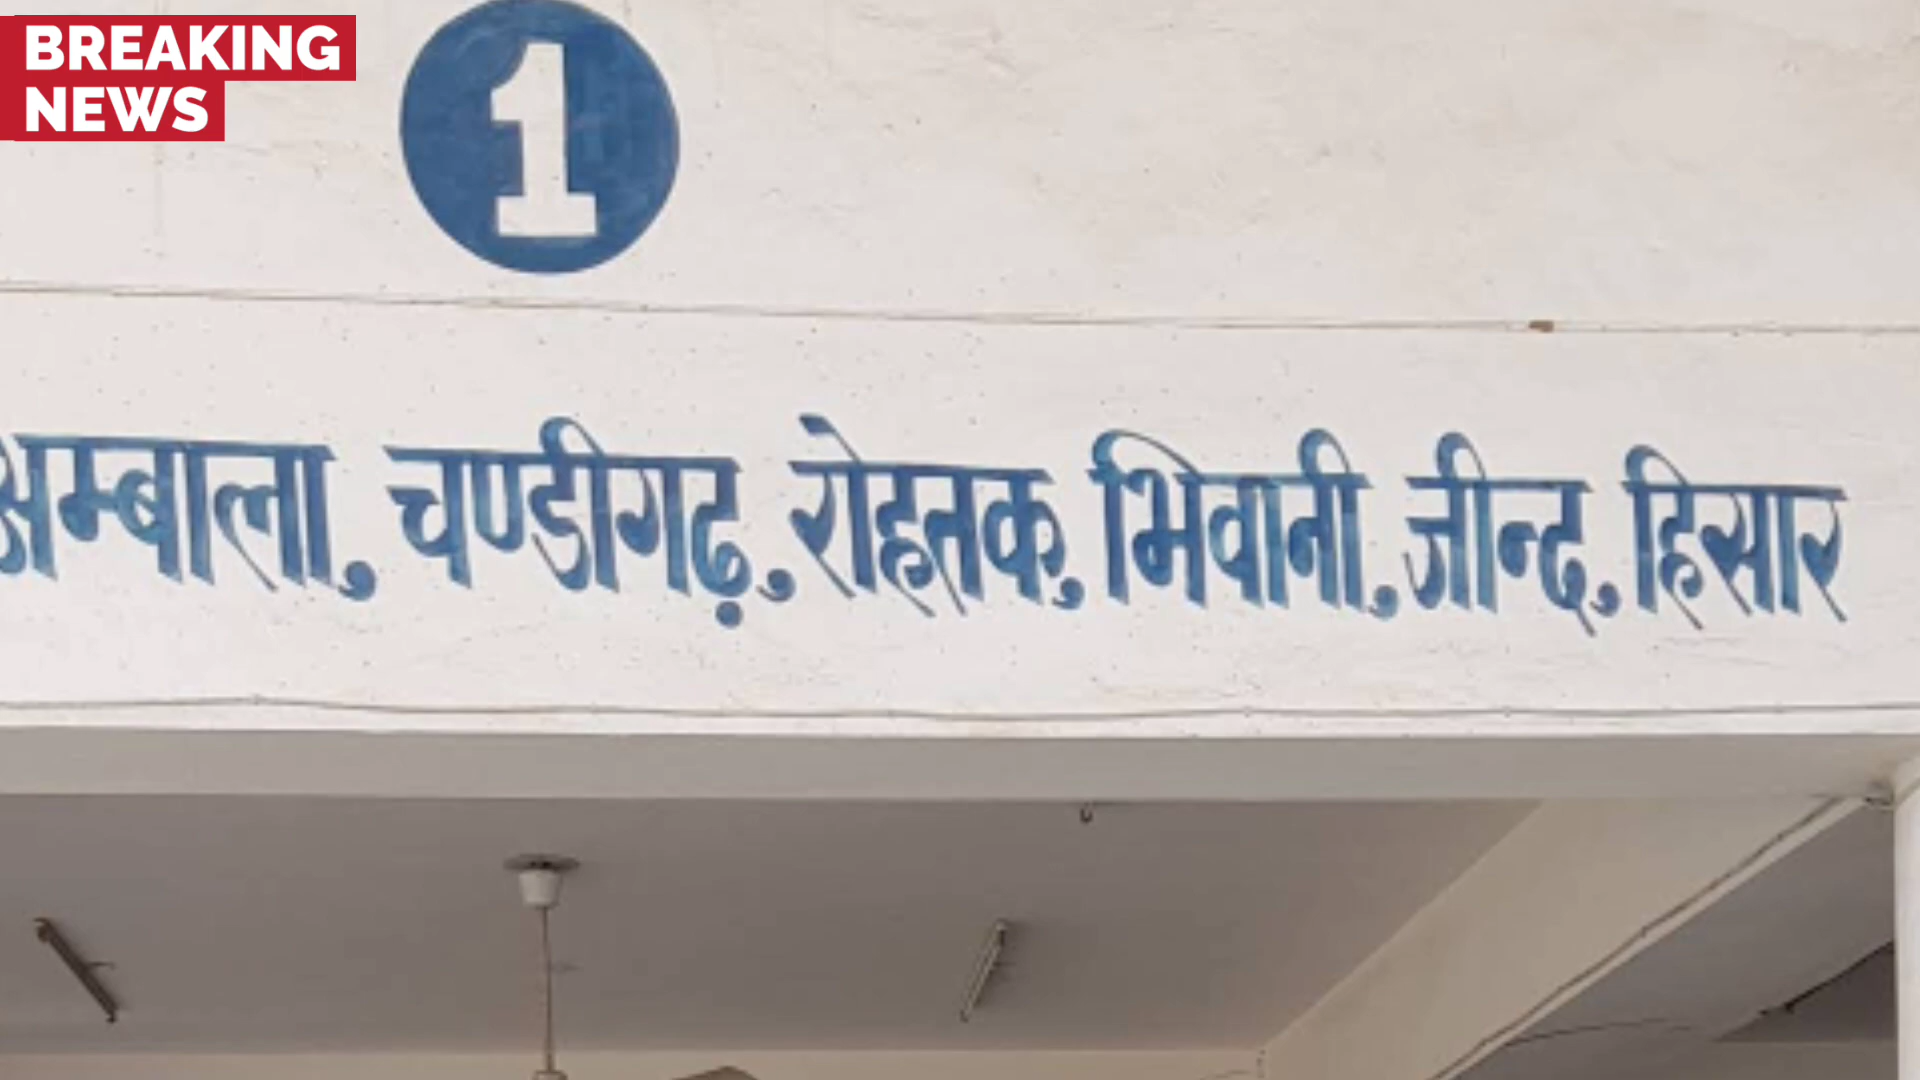 BREAKING
NEWS
1
अम्बाला, चण्डीगढ़, रोहतक, भिवानी, जीन्द, हिसार